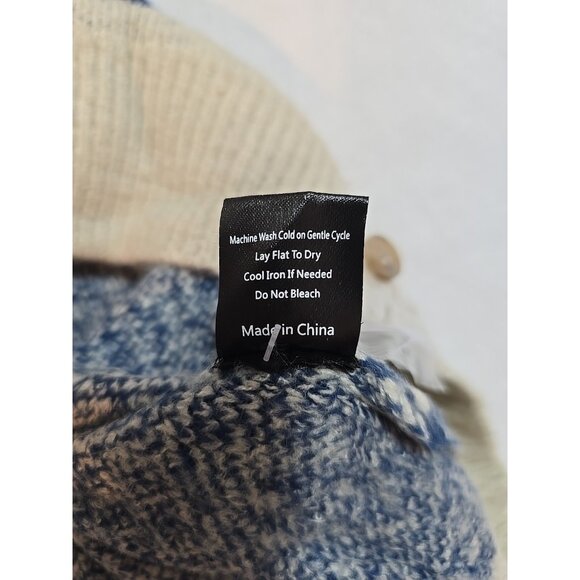 Machine Wash Cold on Gentle Cycle
Lay Flat To Dry
Cool Iron If Needed
Do Not Bleach
Made in China